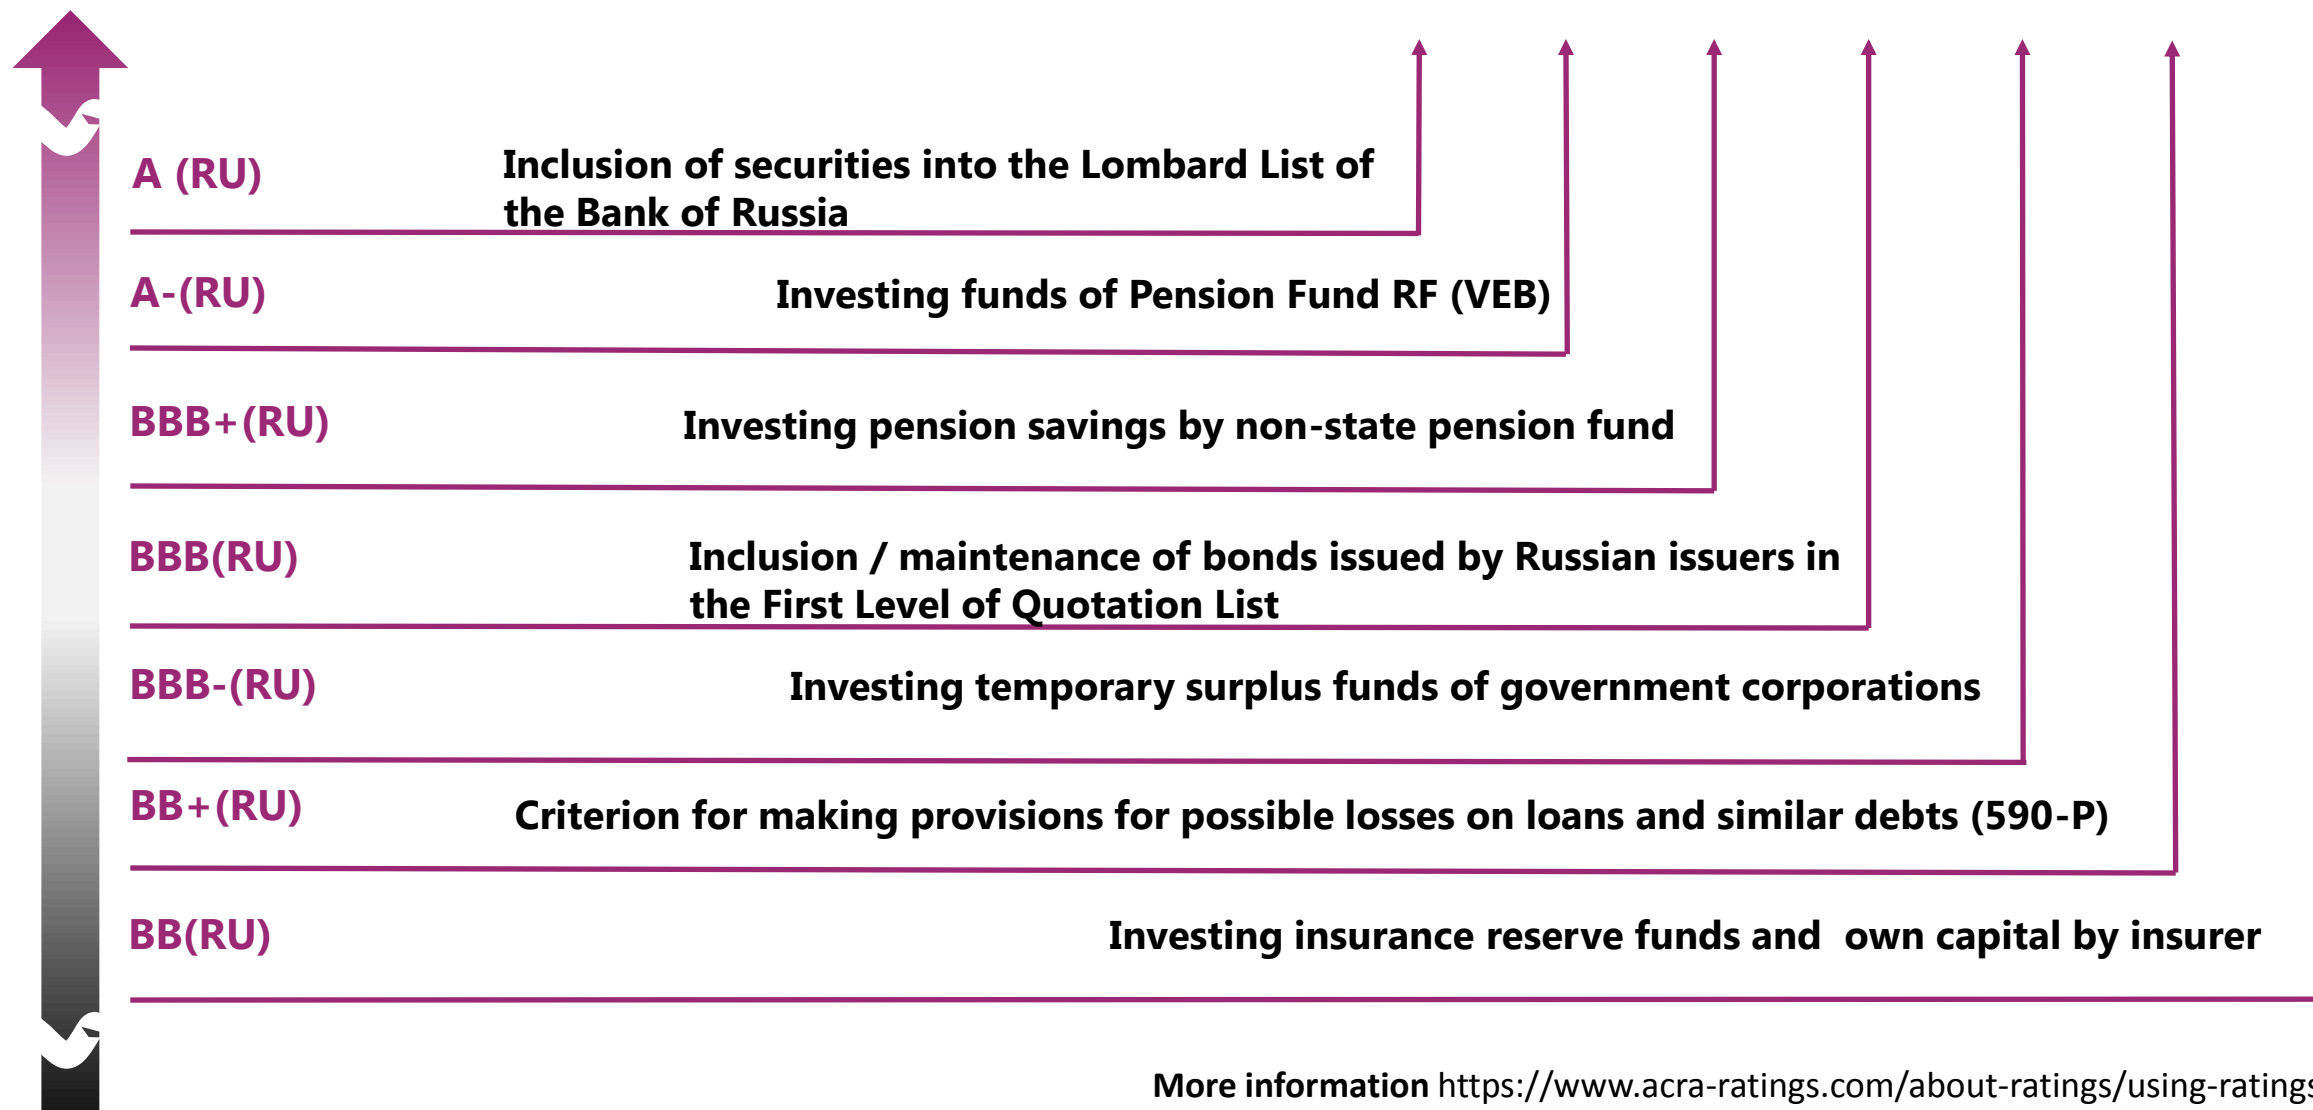 A (RU)
Inclusion of securities into the Lombard List of
the Bank of Russia
A-(RU)
Investing funds of Pension Fund RF (VEB)
BBB+(RU)
Investing pension savings by non-state pension fund
BBB(RU)
Inclusion / maintenance of bonds issued by Russian issuers in
the First Level of Quotation List
BBB-(RU)
Investing temporary surplus funds of government corporations
BB+(RU)
Criterion for making provisions for possible losses on loans and similar debts (590-P)
BB(RU)
Investing insurance reserve funds and own capital by insurer
More information https://www.acra-ratings.com/about-ratings/using-ratings